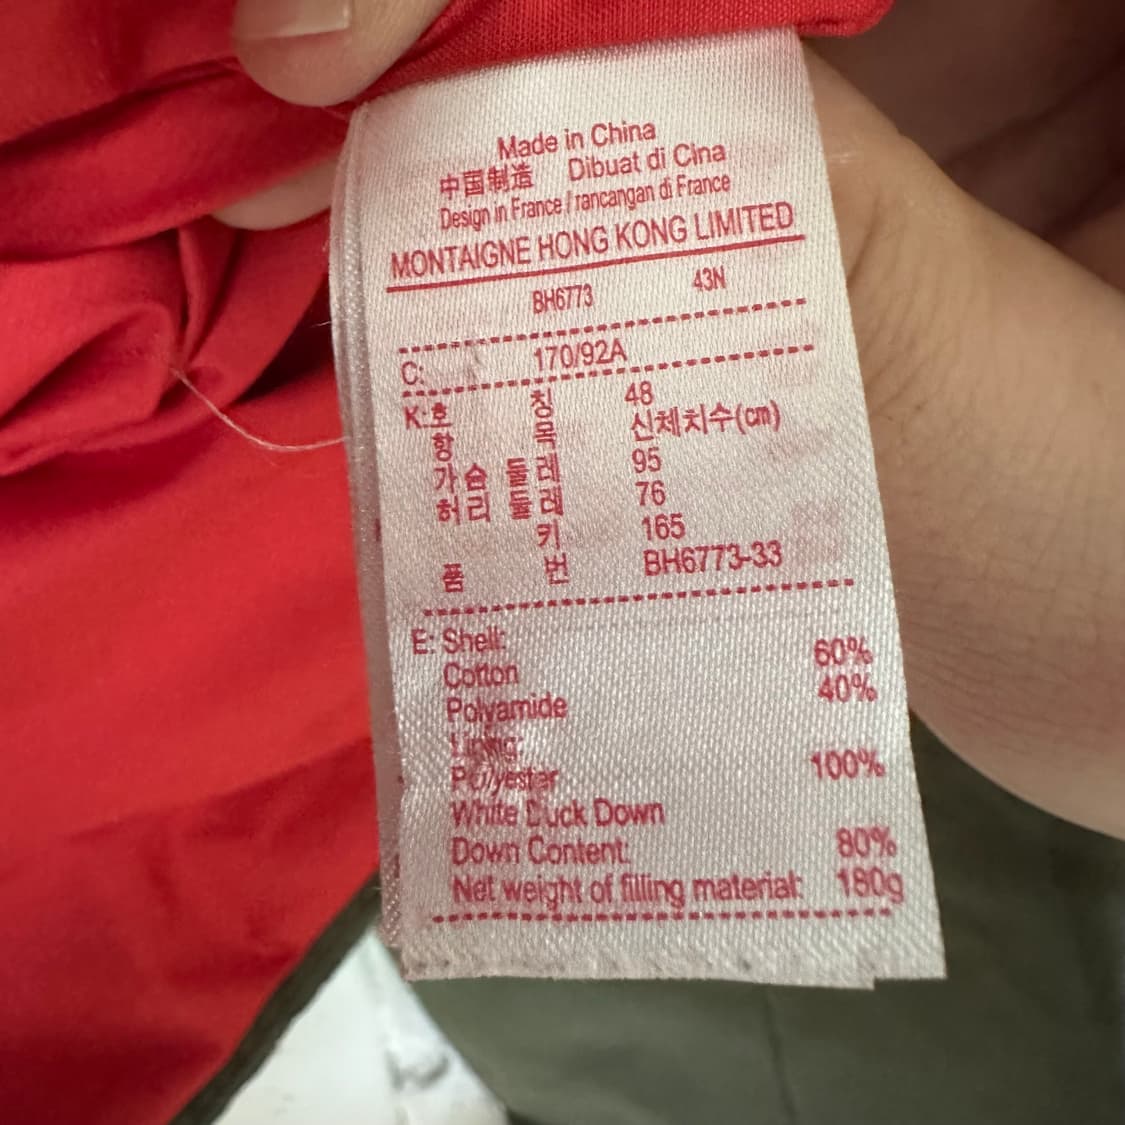 Made in China
中国制造 Dibuat di Cina
Design in France / rancangan di France
MONTAIGNE HONG KONG LIMITED
BH6773 43N
C: 170/92A
K:호 칭 48
항 목 신체치수(cm)
가슴 둘레 95
허리 둘레 76
키 165
품 번 BH6773-33
E: Shell:
Cotton 60%
Polyamide 40%
Lining:
Polyester 100%
White Duck Down
Down Content: 80%
Net weight of filling material: 180g